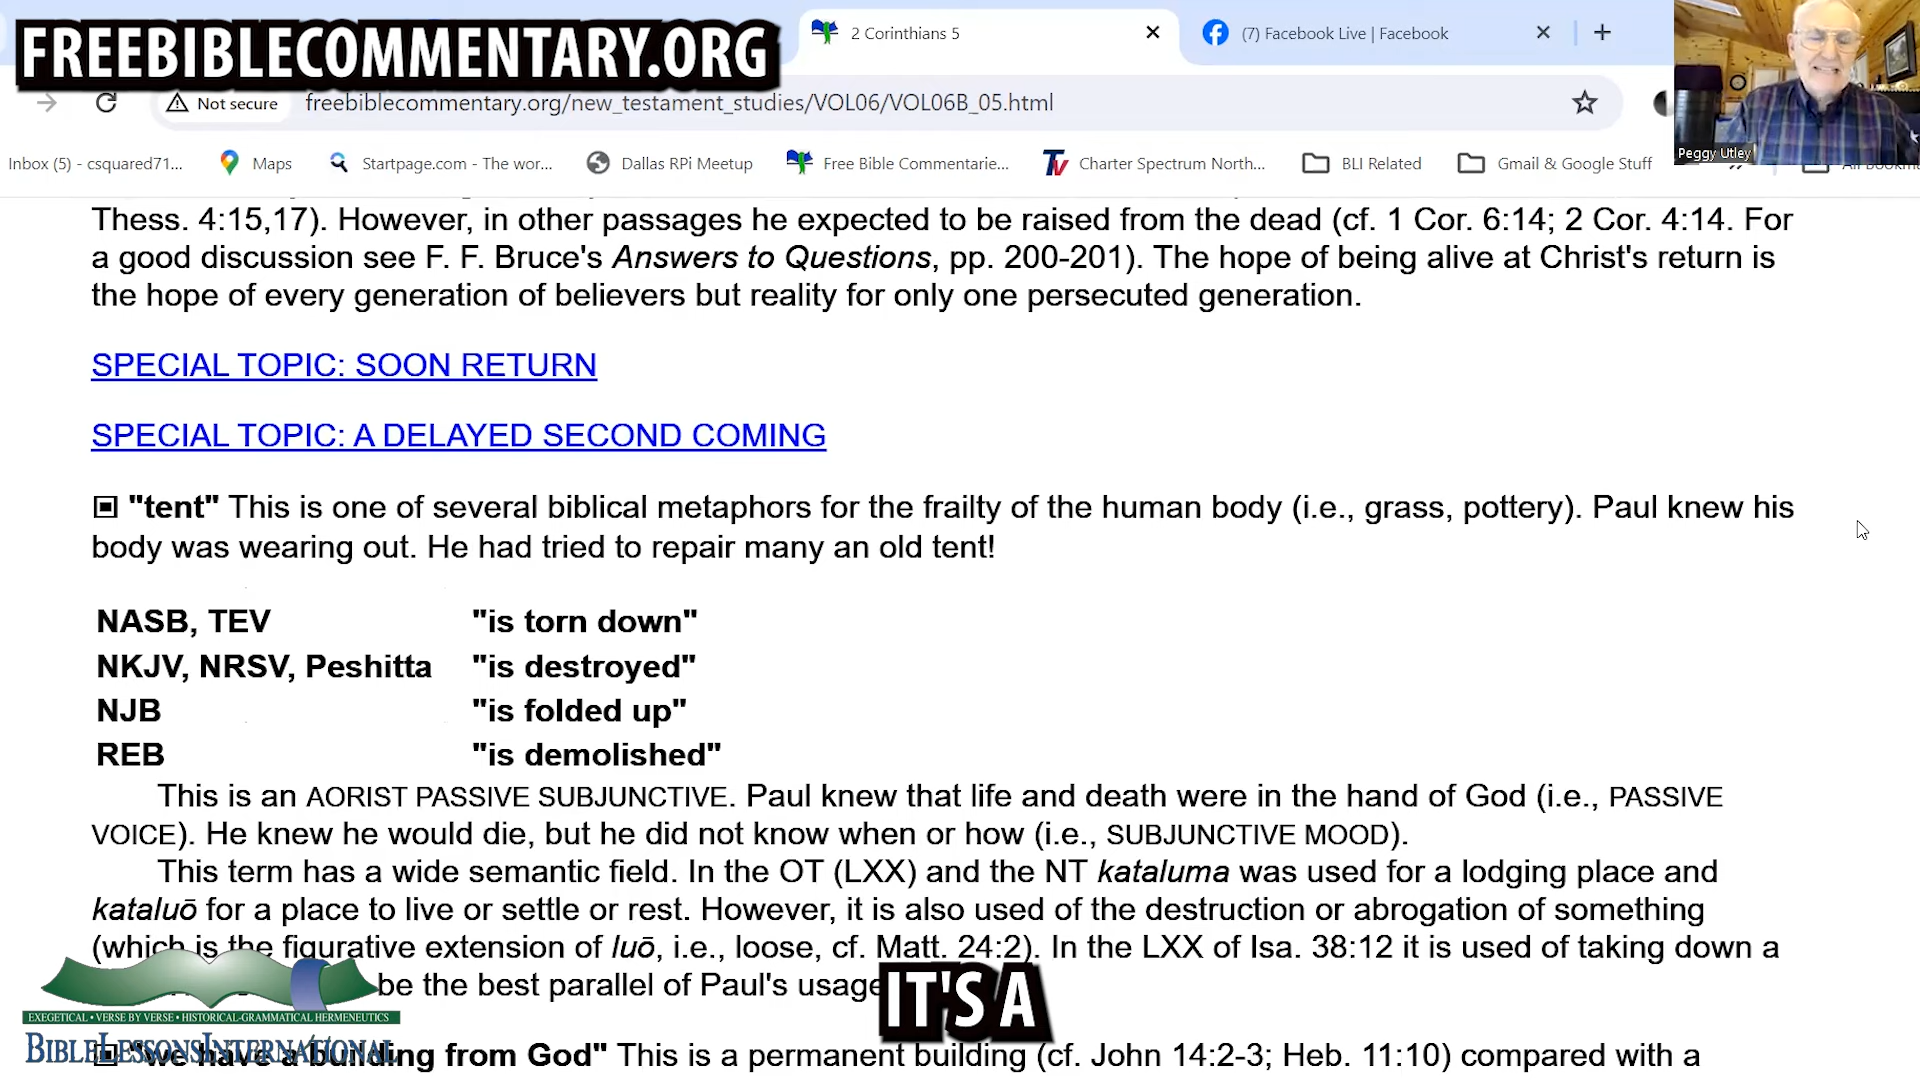 FREEBIBLECOMMENTARY.ORG
2 Corinthians 5
(7) Facebook Live | Facebook
Not secure
freebiblecommentary.org/new_testament_studies/VOL06/VOL06B_05.html
Peggy Utley
Inbox (5) - csquared71...
Maps
Startpage.com - The wor...
Dallas RPi Meetup
Free Bible Commentarie...
Charter Spectrum North...
BLI Related
Gmail & Google Stuff
Thess. 4:15,17). However, in other passages he expected to be raised from the dead (cf. 1 Cor. 6:14; 2 Cor. 4:14. For
a good discussion see F. F. Bruce's Answers to Questions, pp. 200-201). The hope of being alive at Christ's return is
the hope of every generation of believers but reality for only one persecuted generation.
SPECIAL TOPIC: SOON RETURN
SPECIAL TOPIC: A DELAYED SECOND COMING
"tent" This is one of several biblical metaphors for the frailty of the human body (i.e., grass, pottery). Paul knew his
body was wearing out. He had tried to repair many an old tent!
NASB, TEV "is torn down"
NKJV, NRSV, Peshitta "is destroyed"
NJB "is folded up"
REB "is demolished"
This is an AORIST PASSIVE SUBJUNCTIVE. Paul knew that life and death were in the hand of God (i.e., PASSIVE
VOICE). He knew he would die, but he did not know when or how (i.e., SUBJUNCTIVE MOOD).
This term has a wide semantic field. In the OT (LXX) and the NT kataluma was used for a lodging place and
kataluō for a place to live or settle or rest. However, it is also used of the destruction or abrogation of something
(which is the figurative extension of luō, i.e., loose, cf. Matt. 24:2). In the LXX of Isa. 38:12 it is used of taking down a
be the best parallel of Paul's usage
IT'S A
EXEGETICAL • VERSE BY VERSE • HISTORICAL-GRAMMATICAL HERMENEUTICS
BIBLELESSONSINTERNATIONAL
"we have a building from God" This is a permanent building (cf. John 14:2-3; Heb. 11:10) compared with a